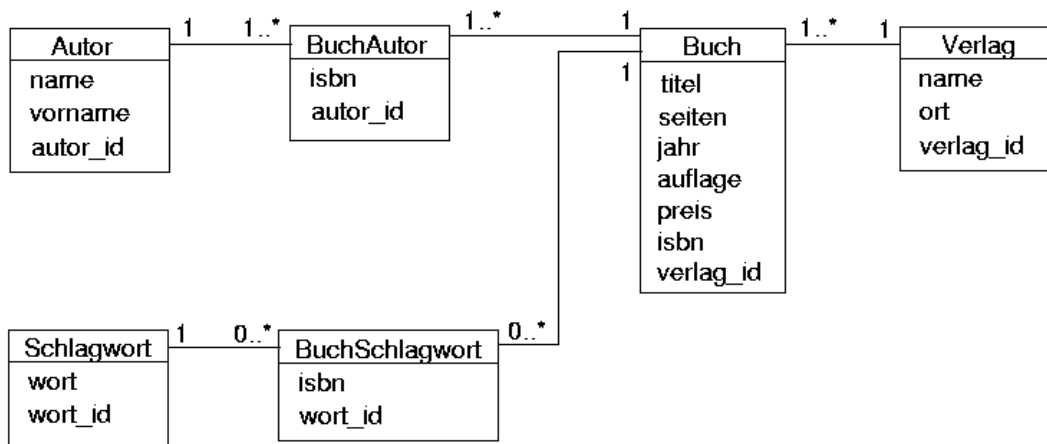 Autor
name
vorname
autor_id
1
1..*
BuchAutor
isbn
autor_id
1..*
1
Buch
titel
seiten
jahr
auflage
preis
isbn
verlag_id
1
1..*
1
Verlag
name
ort
verlag_id
Schlagwort
wort
wort_id
1
0..*
BuchSchlagwort
isbn
wort_id
0..*